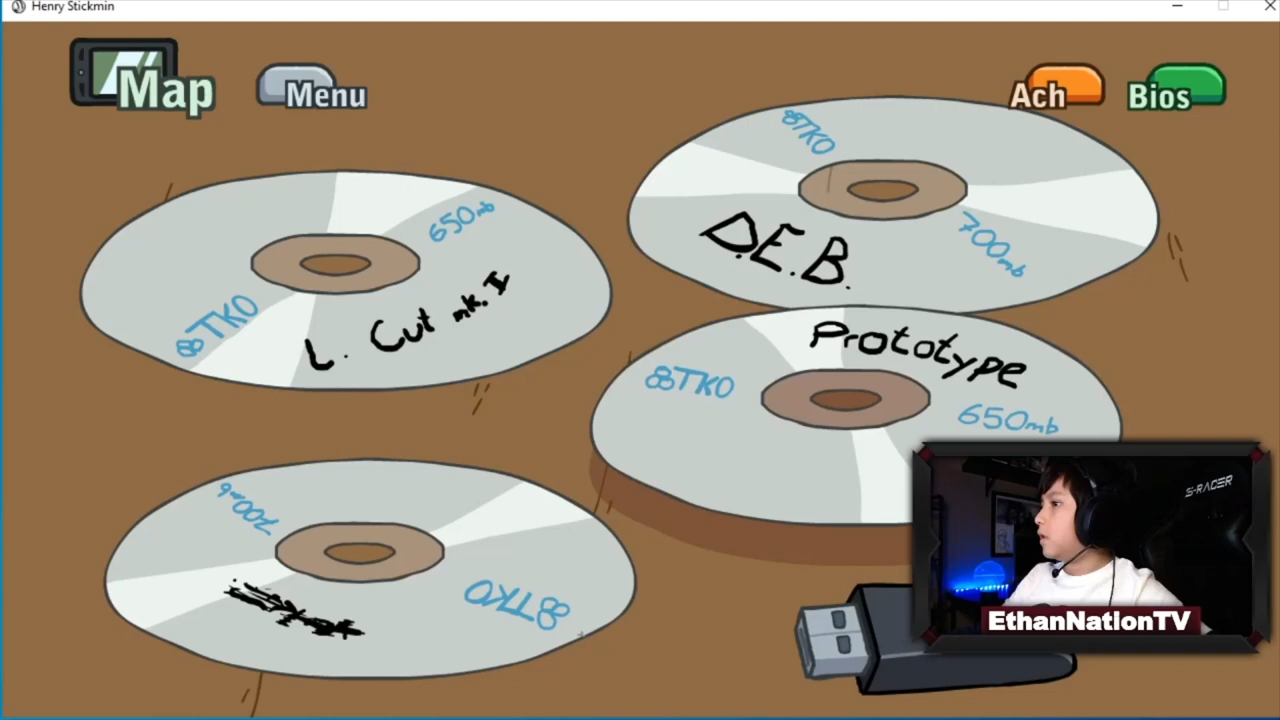 Henry Stickmin
Map
Menu
Ach
Bios
8TKO
650mb
L. Cut mk. II
8TKO
700mb
D.E.B.
Prototype
8TKO
650mb
700mb
8TKO
S-RACER
EthanNationTV